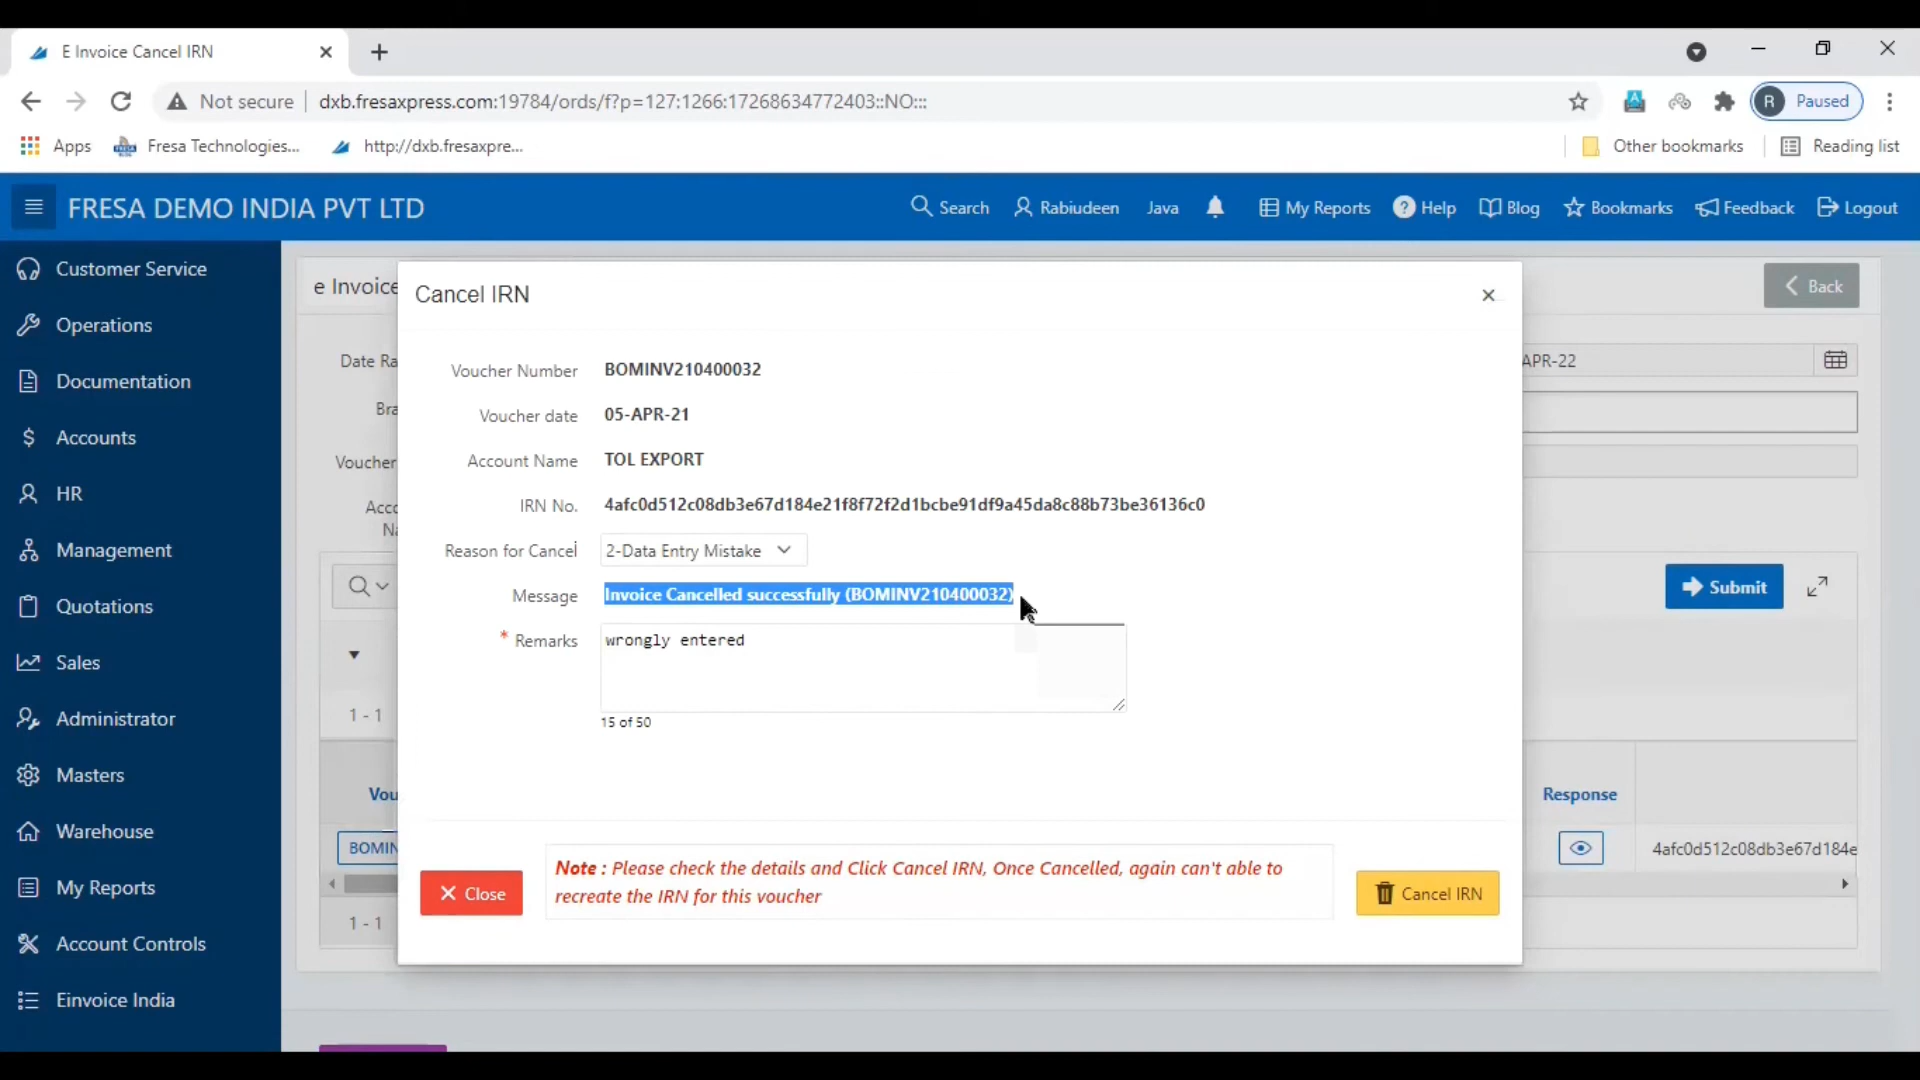 E Invoice Cancel IRN
Not secure dxb.fresaxpress.com:19784/ords/f?p=127:1266:17268634772403::NO:::
R Paused
Apps Fresa Technologies... http://dxb.fresaxpre... Other bookmarks Reading list
FRESA DEMO INDIA PVT LTD Search Rabiudeen Java My Reports Help Blog Bookmarks Feedback Logout
Customer Service
Operations
Documentation
Accounts
HR
Management
Quotations
Sales
Administrator
Masters
Warehouse
My Reports
Account Controls
Einvoice India
e Invoice
Back
Date Ra
APR-22
Bra
Voucher
Acco
Na
Submit
1 - 1
Vou
Response
BOMIN
4afc0d512c08db3e67d184e
1 - 1
Cancel IRN
Voucher Number BOMINV210400032
Voucher date 05-APR-21
Account Name TOL EXPORT
IRN No. 4afc0d512c08db3e67d184e21f8f72f2d1bcbe91df9a45da8c88b73be36136c0
Reason for Cancel 2-Data Entry Mistake
Message Invoice Cancelled successfully (BOMINV210400032)
* Remarks wrongly entered
15 of 50
Close
Note : Please check the details and Click Cancel IRN, Once Cancelled, again can't able to
recreate the IRN for this voucher
Cancel IRN